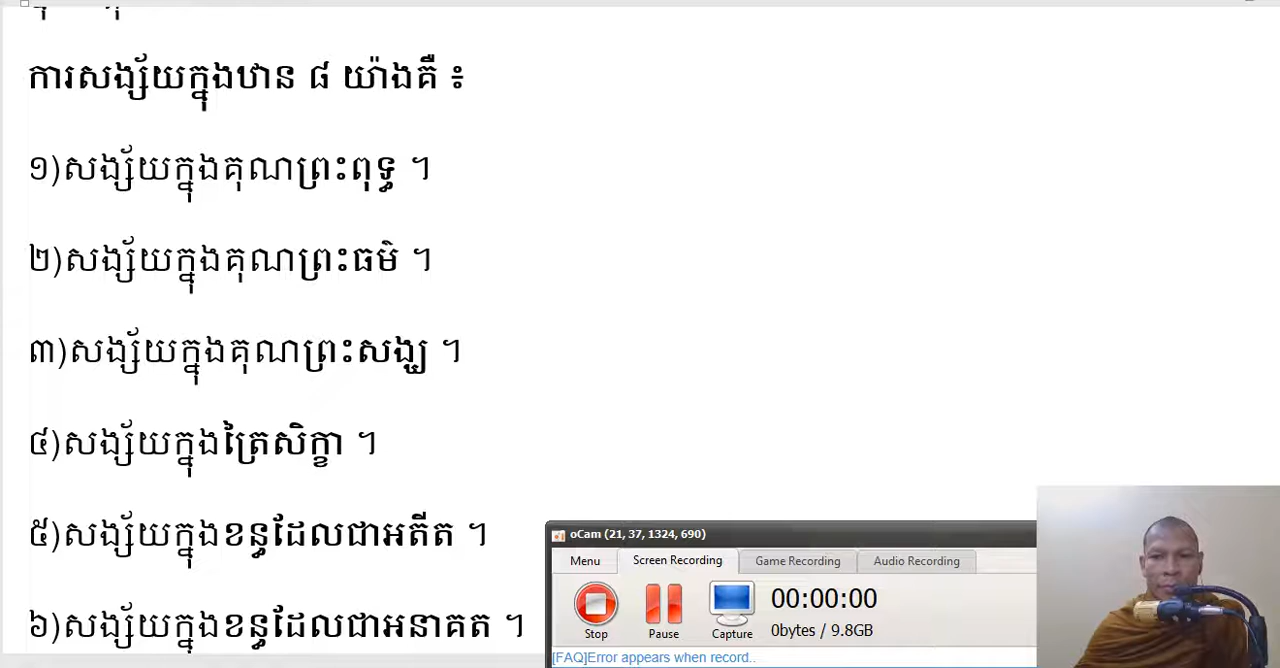 ការសង្ស័យក្នុងឋាន ៨ យ៉ាងគឺ ៖
១)សង្ស័យក្នុងគុណព្រះពុទ្ធ ។
២)សង្ស័យក្នុងគុណព្រះធម៌ ។
៣)សង្ស័យក្នុងគុណព្រះសង្ឃ ។
៤)សង្ស័យក្នុងត្រៃសិក្ខា ។
៥)សង្ស័យក្នុងខន្ធដែលជាអតីត ។
៦)សង្ស័យក្នុងខន្ធដែលជាអនាគត ។
oCam (21, 37, 1324, 690)
Menu Screen Recording Game Recording Audio Recording
00:00:00
0bytes / 9.8GB
Stop Pause Capture
[FAQ]Error appears when record..